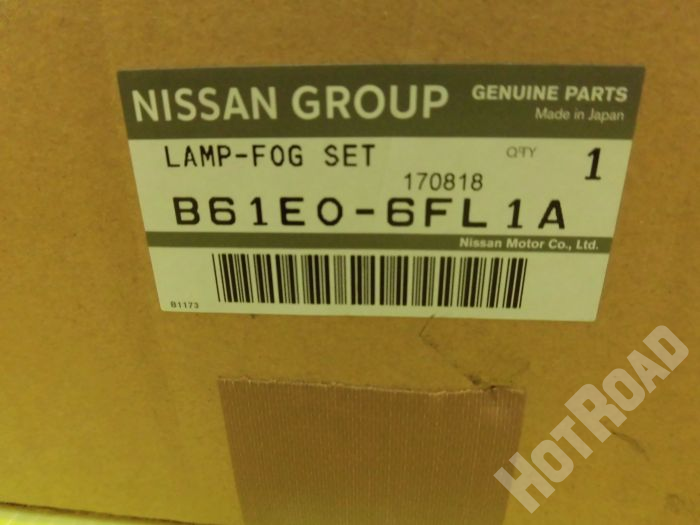 NISSAN GROUP GENUINE PARTS
Made in Japan
LAMP-FOG SET QTY 1
170818
B61E0-6FL1A
Nissan Motor Co., Ltd.
B1173
HOTROAD